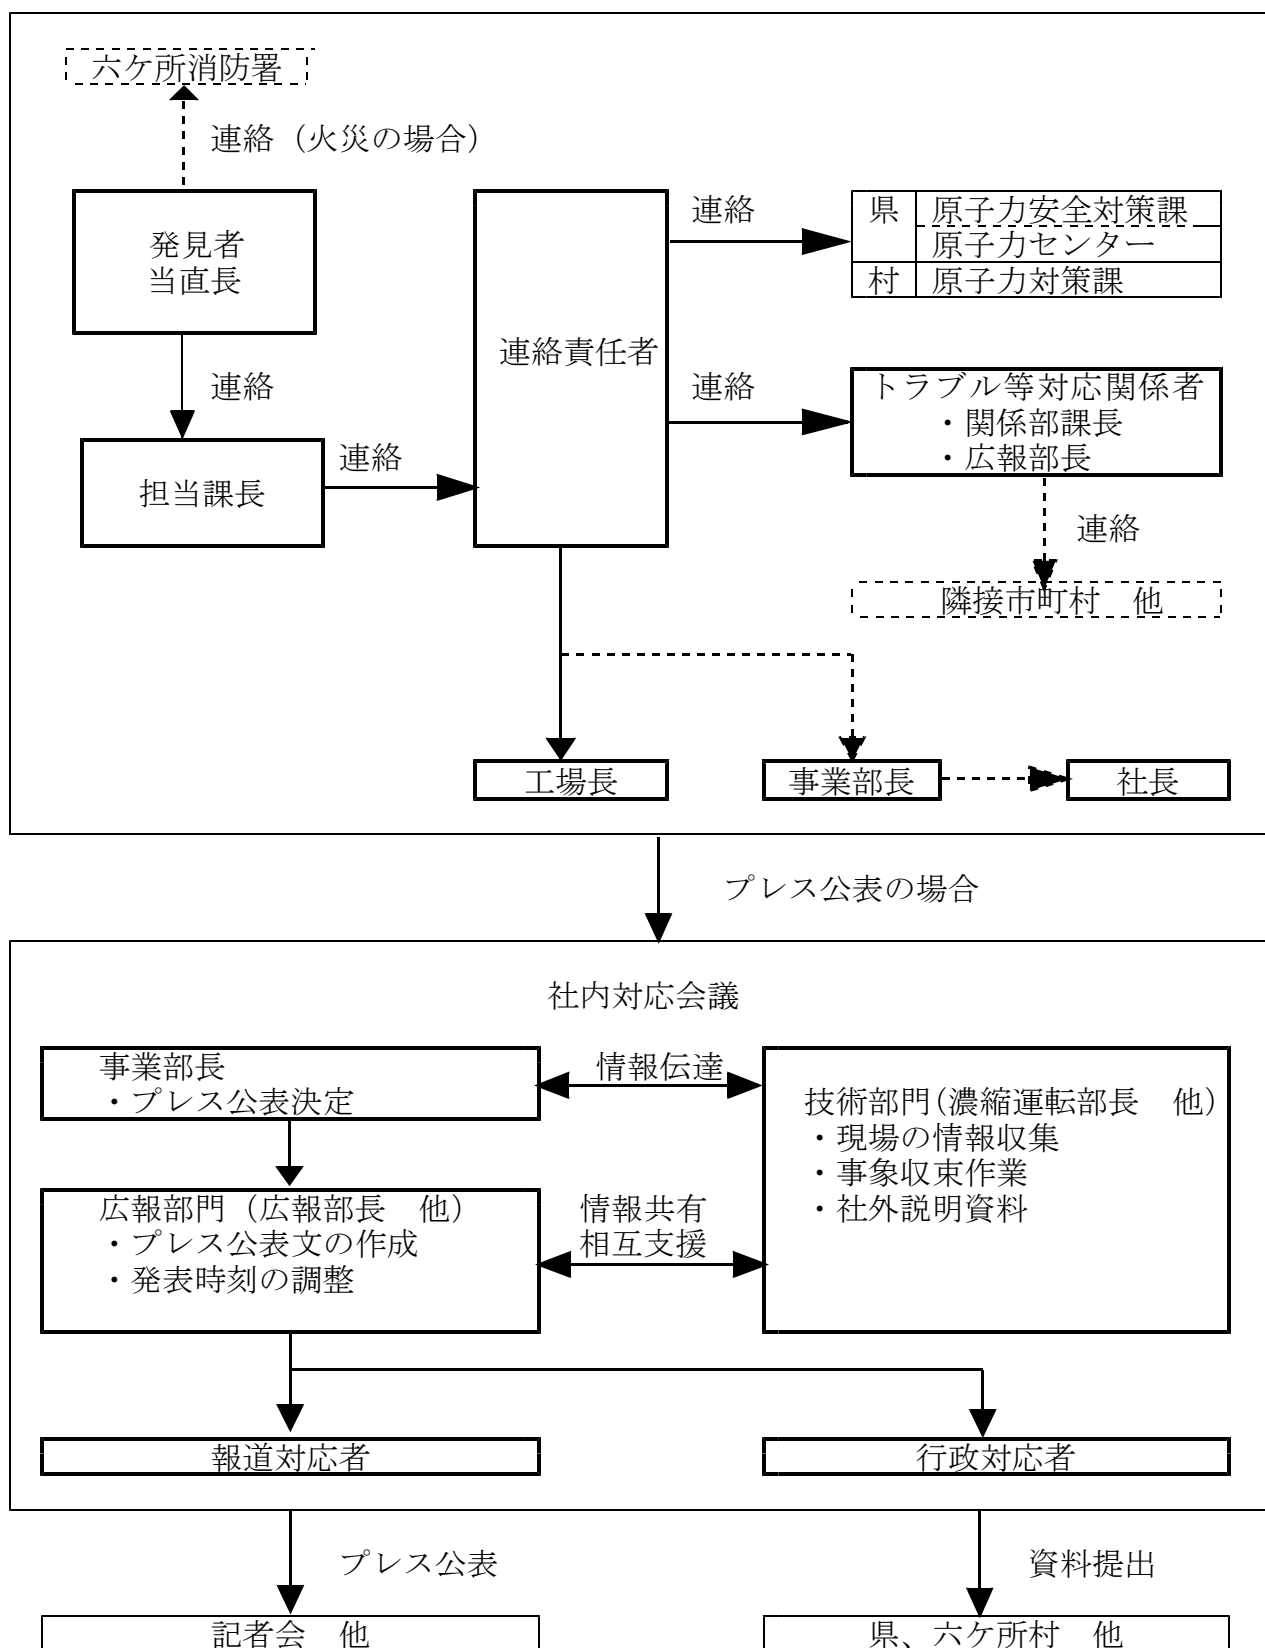 六ケ所消防署
連絡（火災の場合）
発見者
当直長
連絡
担当課長
連絡
連絡責任者
連絡
県 原子力安全対策課
原子力センター
村 原子力対策課
連絡
トラブル等対応関係者
・関係部課長
・広報部長
連絡
隣接市町村　他
工場長
事業部長
社長
プレス公表の場合
社内対応会議
事業部長
・プレス公表決定
情報伝達
技術部門（濃縮運転部長　他）
・現場の情報収集
・事象収束作業
・社外説明資料
広報部門（広報部長　他）
・プレス公表文の作成
・発表時刻の調整
情報共有
相互支援
報道対応者
行政対応者
プレス公表
資料提出
記者会　他
県、六ケ所村　他